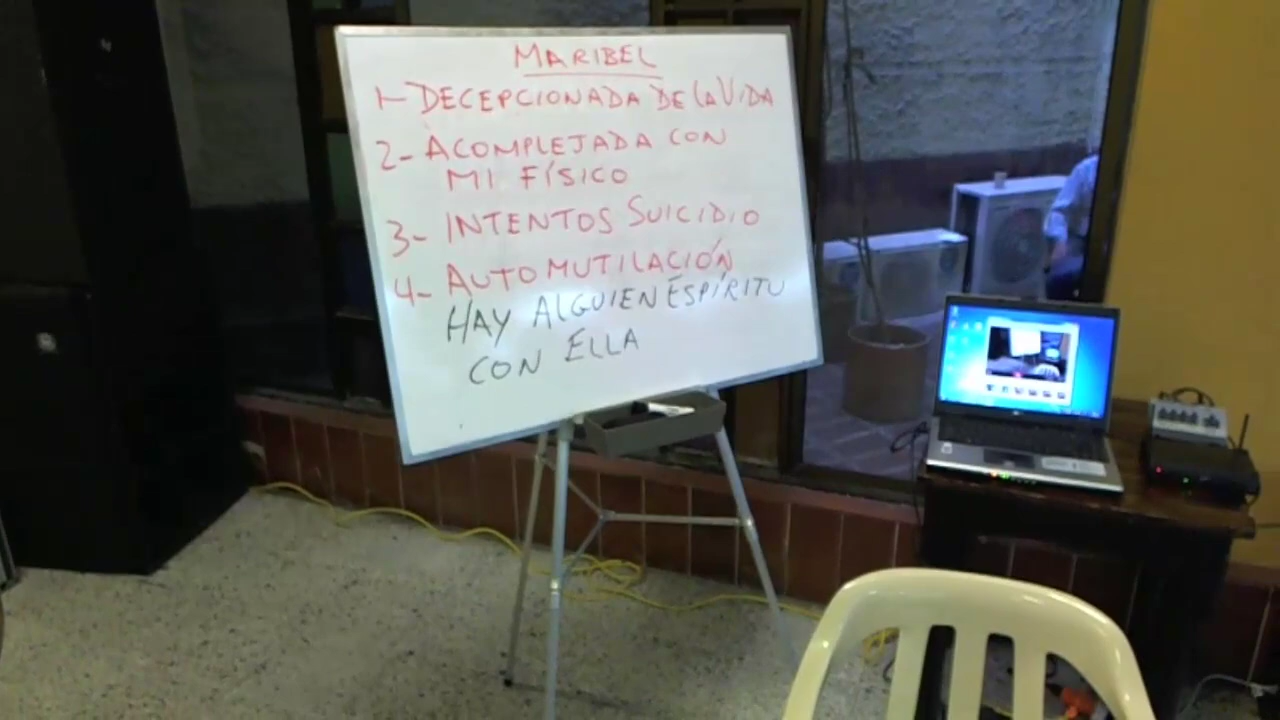 MARIBEL
1- DECEPCIONADA DE LA VIDA
2- ACOMPLEJADA CON
MI FÍSICO
3- INTENTOS SUICIDIO
4- AUTOMUTILACIÓN
HAY ALGUIEN ESPÍRITU
CON ELLA